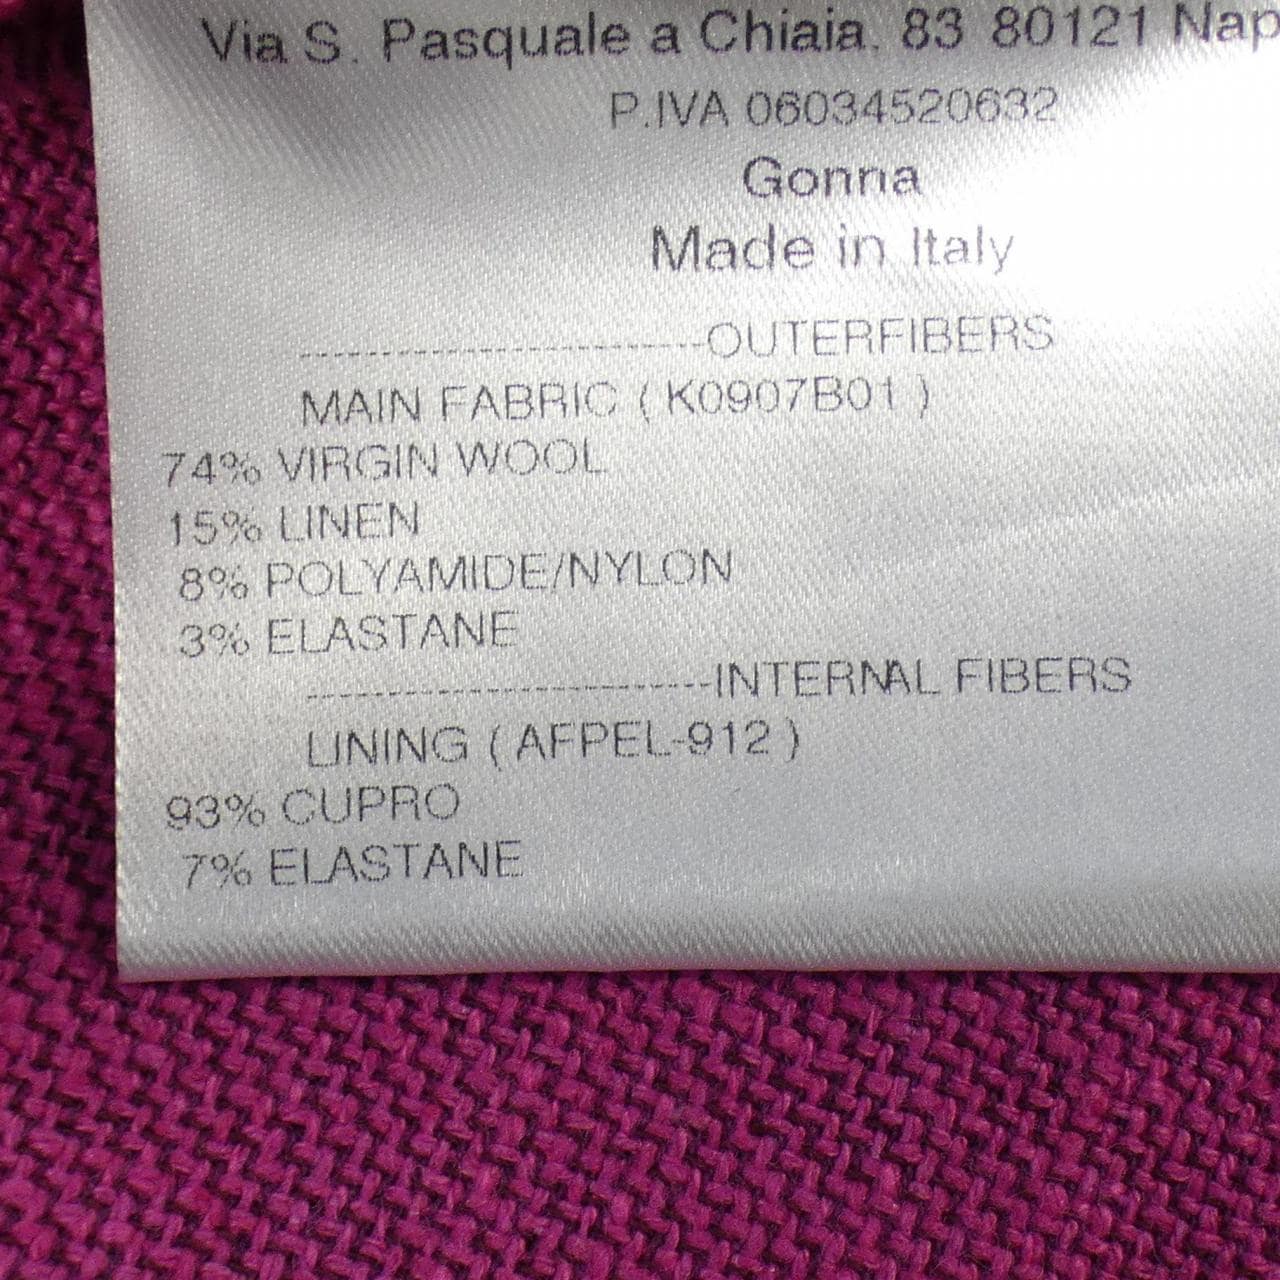 Via S. Pasquale a Chiaia, 83 80121 Nap
P.IVA 06034520632
Gonna
Made in Italy
------------------------OUTERFIBERS
MAIN FABRIC ( K0907B01 )
74% VIRGIN WOOL
15% LINEN
8% POLYAMIDE/NYLON
3% ELASTANE
------------------------INTERNAL FIBERS
LINING ( AFPEL-912 )
93% CUPRO
7% ELASTANE